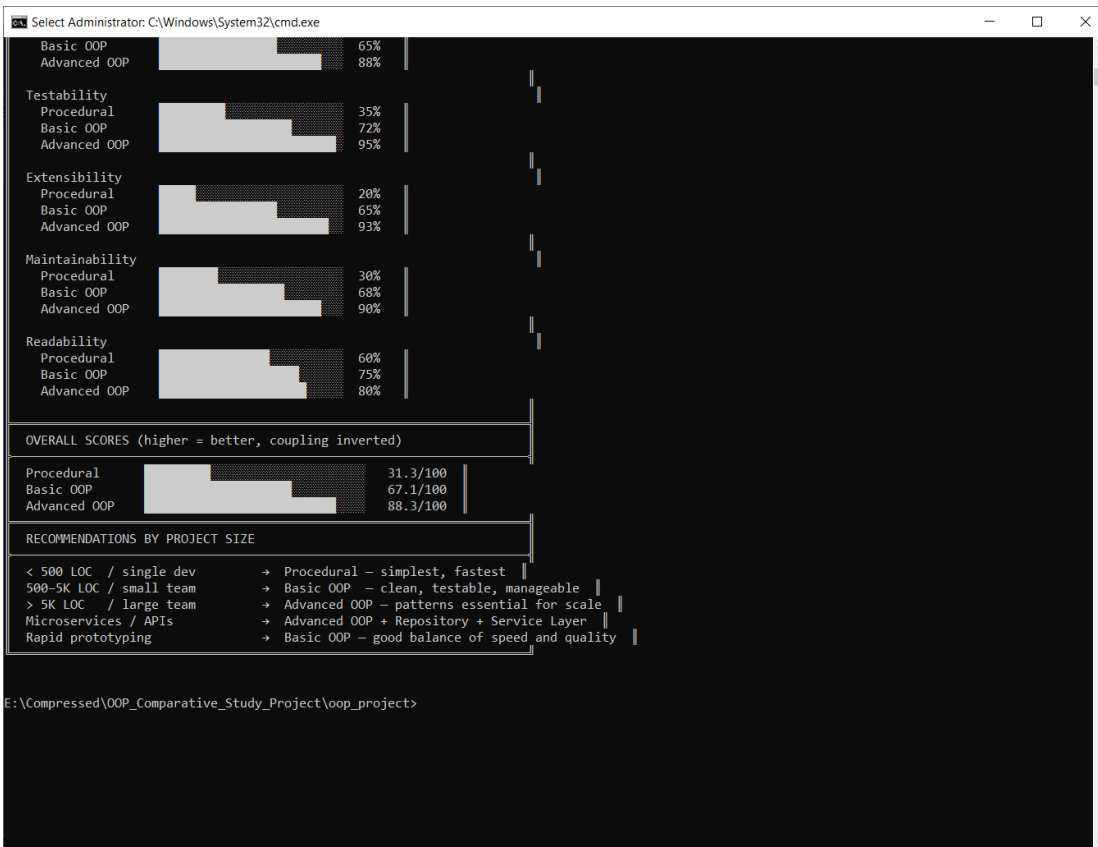 Select Administrator: C:\Windows\System32\cmd.exe
Basic OOP 65%
Advanced OOP 88%
Testability
Procedural 35%
Basic OOP 72%
Advanced OOP 95%
Extensibility
Procedural 20%
Basic OOP 65%
Advanced OOP 93%
Maintainability
Procedural 30%
Basic OOP 68%
Advanced OOP 90%
Readability
Procedural 60%
Basic OOP 75%
Advanced OOP 80%
OVERALL SCORES (higher = better, coupling inverted)
Procedural 31.3/100
Basic OOP 67.1/100
Advanced OOP 88.3/100
RECOMMENDATIONS BY PROJECT SIZE
< 500 LOC / single dev → Procedural — simplest, fastest
500–5K LOC / small team → Basic OOP — clean, testable, manageable
> 5K LOC / large team → Advanced OOP — patterns essential for scale
Microservices / APIs → Advanced OOP + Repository + Service Layer
Rapid prototyping → Basic OOP — good balance of speed and quality
E:\Compressed\OOP_Comparative_Study_Project\oop_project>